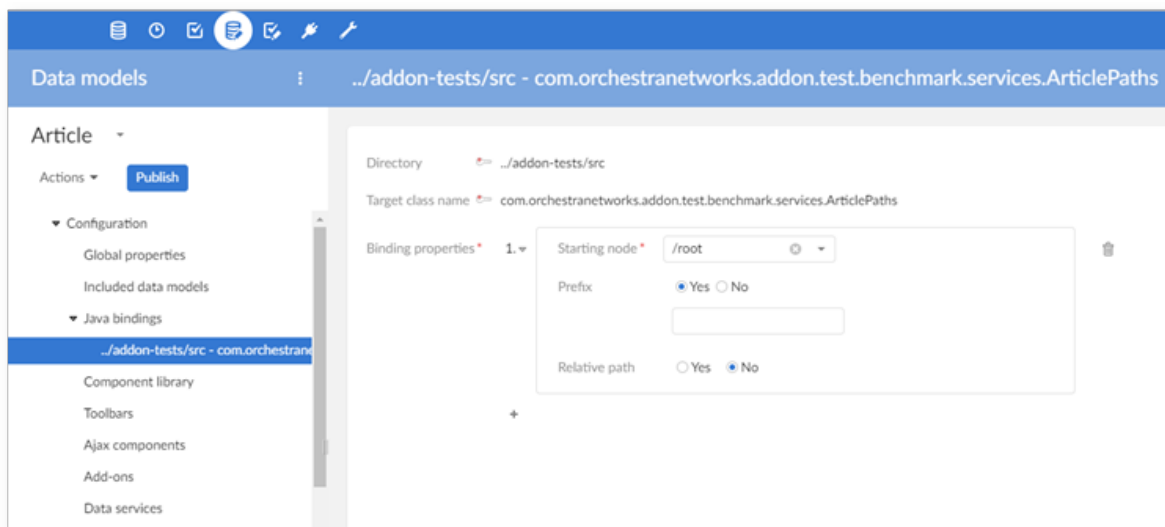 Data models
../addon-tests/src - com.orchestranetworks.addon.test.benchmark.services.ArticlePaths
Article
Actions
Publish
Configuration
Global properties
Included data models
Java bindings
../addon-tests/src - com.orchestrane
Component library
Toolbars
Ajax components
Add-ons
Data services
Directory ../addon-tests/src
Target class name com.orchestranetworks.addon.test.benchmark.services.ArticlePaths
Binding properties* 1. Starting node* /root
Prefix Yes No
Relative path Yes No
+